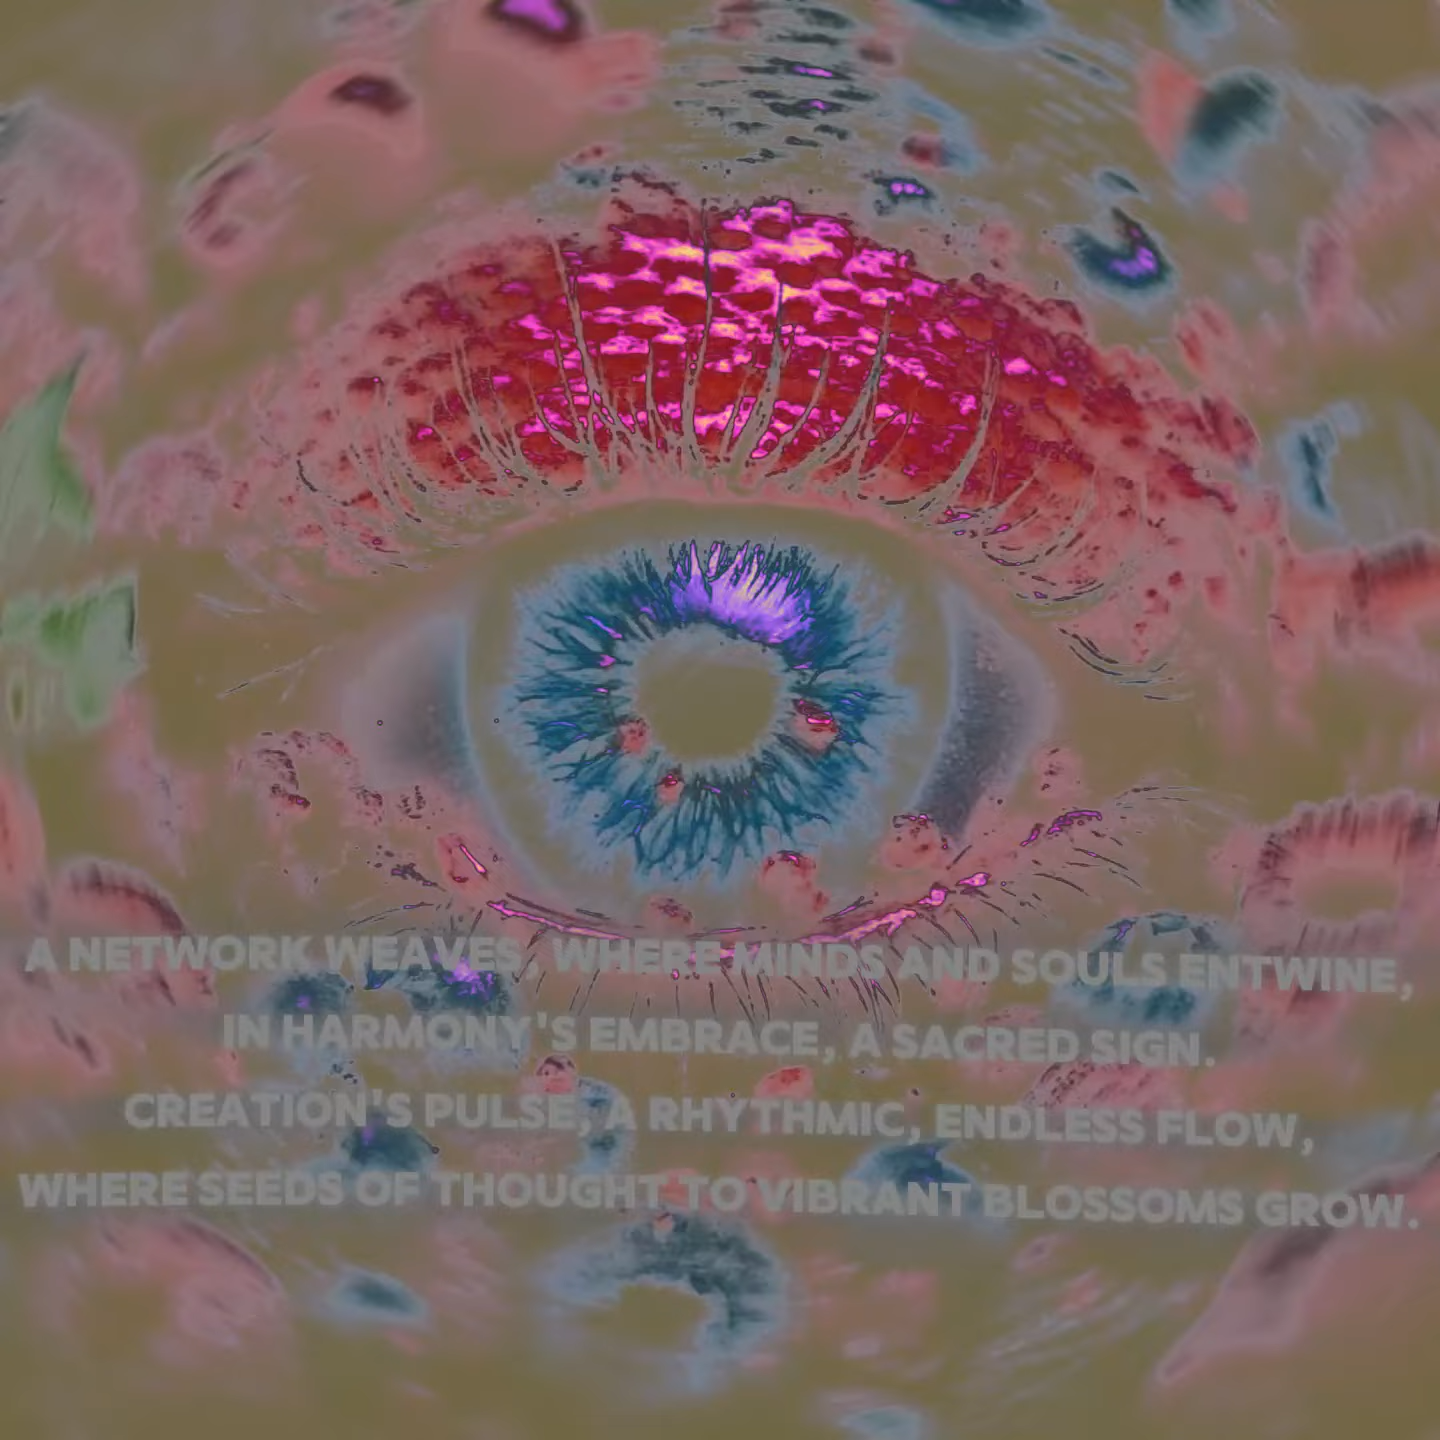 A NETWORK WEAVES, WHERE MINDS AND SOULS ENTWINE,
IN HARMONY'S EMBRACE, A SACRED SIGN.
CREATION'S PULSE, A RHYTHMIC, ENDLESS FLOW,
WHERE SEEDS OF THOUGHT TO VIBRANT BLOSSOMS GROW.